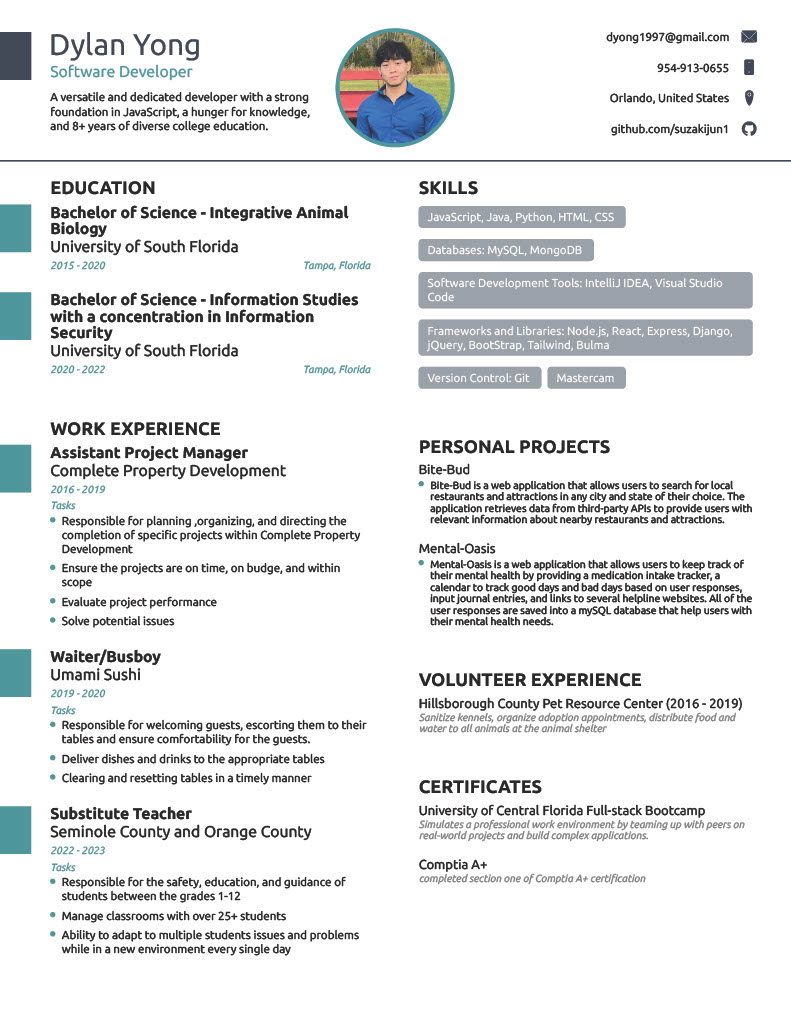 Dylan Yong
Software Developer
A versatile and dedicated developer with a strong
foundation in JavaScript, a hunger for knowledge,
and 8+ years of diverse college education.
dyong1997@gmail.com
954-913-0655
Orlando, United States
github.com/suzakijun1
EDUCATION
Bachelor of Science - Integrative Animal
Biology
University of South Florida
2015 - 2020 Tampa, Florida
Bachelor of Science - Information Studies
with a concentration in Information
Security
University of South Florida
2020 - 2022 Tampa, Florida
WORK EXPERIENCE
Assistant Project Manager
Complete Property Development
2016 - 2019
Tasks
Responsible for planning ,organizing, and directing the
completion of specific projects within Complete Property
Development
Ensure the projects are on time, on budget, and within
scope
Evaluate project performance
Solve potential issues
Waiter/Busboy
Umami Sushi
2019 - 2020
Tasks
Responsible for welcoming guests, escorting them to their
tables and ensure comfortability for the guests.
Deliver dishes and drinks to the appropriate tables
Clearing and resetting tables in a timely manner
Substitute Teacher
Seminole County and Orange County
2022 - 2023
Tasks
Responsible for the safety, education, and guidance of
students between the grades 1-12
Manage classrooms with over 25+ students
Ability to adapt to multiple students issues and problems
while in a new environment every single day
SKILLS
JavaScript, Java, Python, HTML, CSS
Databases: MySQL, MongoDB
Software Development Tools: IntelliJ IDEA, Visual Studio
Code
Frameworks and Libraries: Node.js, React, Express, Django,
jQuery, BootStrap, Tailwind, Bulma
Version Control: Git Mastercam
PERSONAL PROJECTS
Bite-Bud
Bite-Bud is a web application that allows users to search for local
restaurants and attractions in any city and state of their choice. The
application retrieves data from third-party APIs to provide users with
relevant information about nearby restaurants and attractions.
Mental-Oasis
Mental-Oasis is a web application that allows users to keep track of
their mental health by providing a medication intake tracker, a
calendar to track good days and bad days based on user responses,
input journal entries, and links to several helpline websites. All of the
user responses are saved into a mySQL database that help users with
their mental health needs.
VOLUNTEER EXPERIENCE
Hillsborough County Pet Resource Center (2016 - 2019)
Sanitize kennels, organize adoption appointments, distribute food and
water to all animals at the animal shelter
CERTIFICATES
University of Central Florida Full-stack Bootcamp
Simulates a professional work environment by teaming up with peers on
real-world projects and build complex applications.
Comptia A+
completed section one of Comptia A+ certification